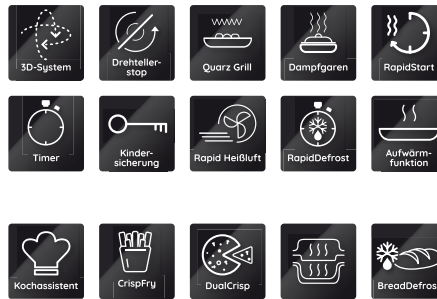 3D-System
Drehteller-
stop
Quarz Grill
Dampfgaren
RapidStart
Timer
Kinder-
sicherung
Rapid Heißluft
RapidDefrost
Aufwärm-
funktion
Kochassistent
CrispFry
DualCrisp
BreadDefros